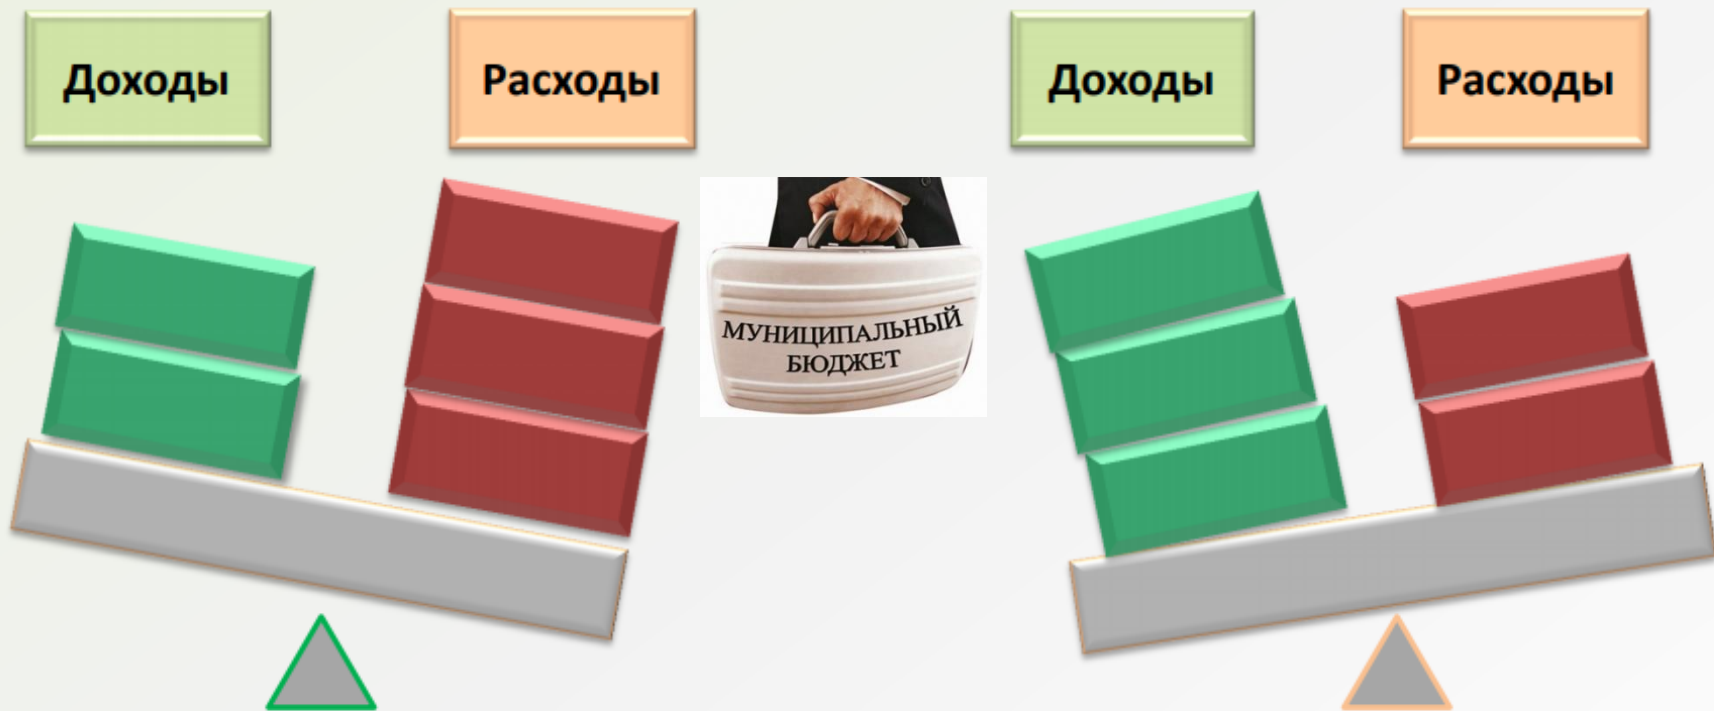 Доходы
Расходы
Доходы
Расходы
МУНИЦИПАЛЬНЫЙ
БЮДЖЕТ